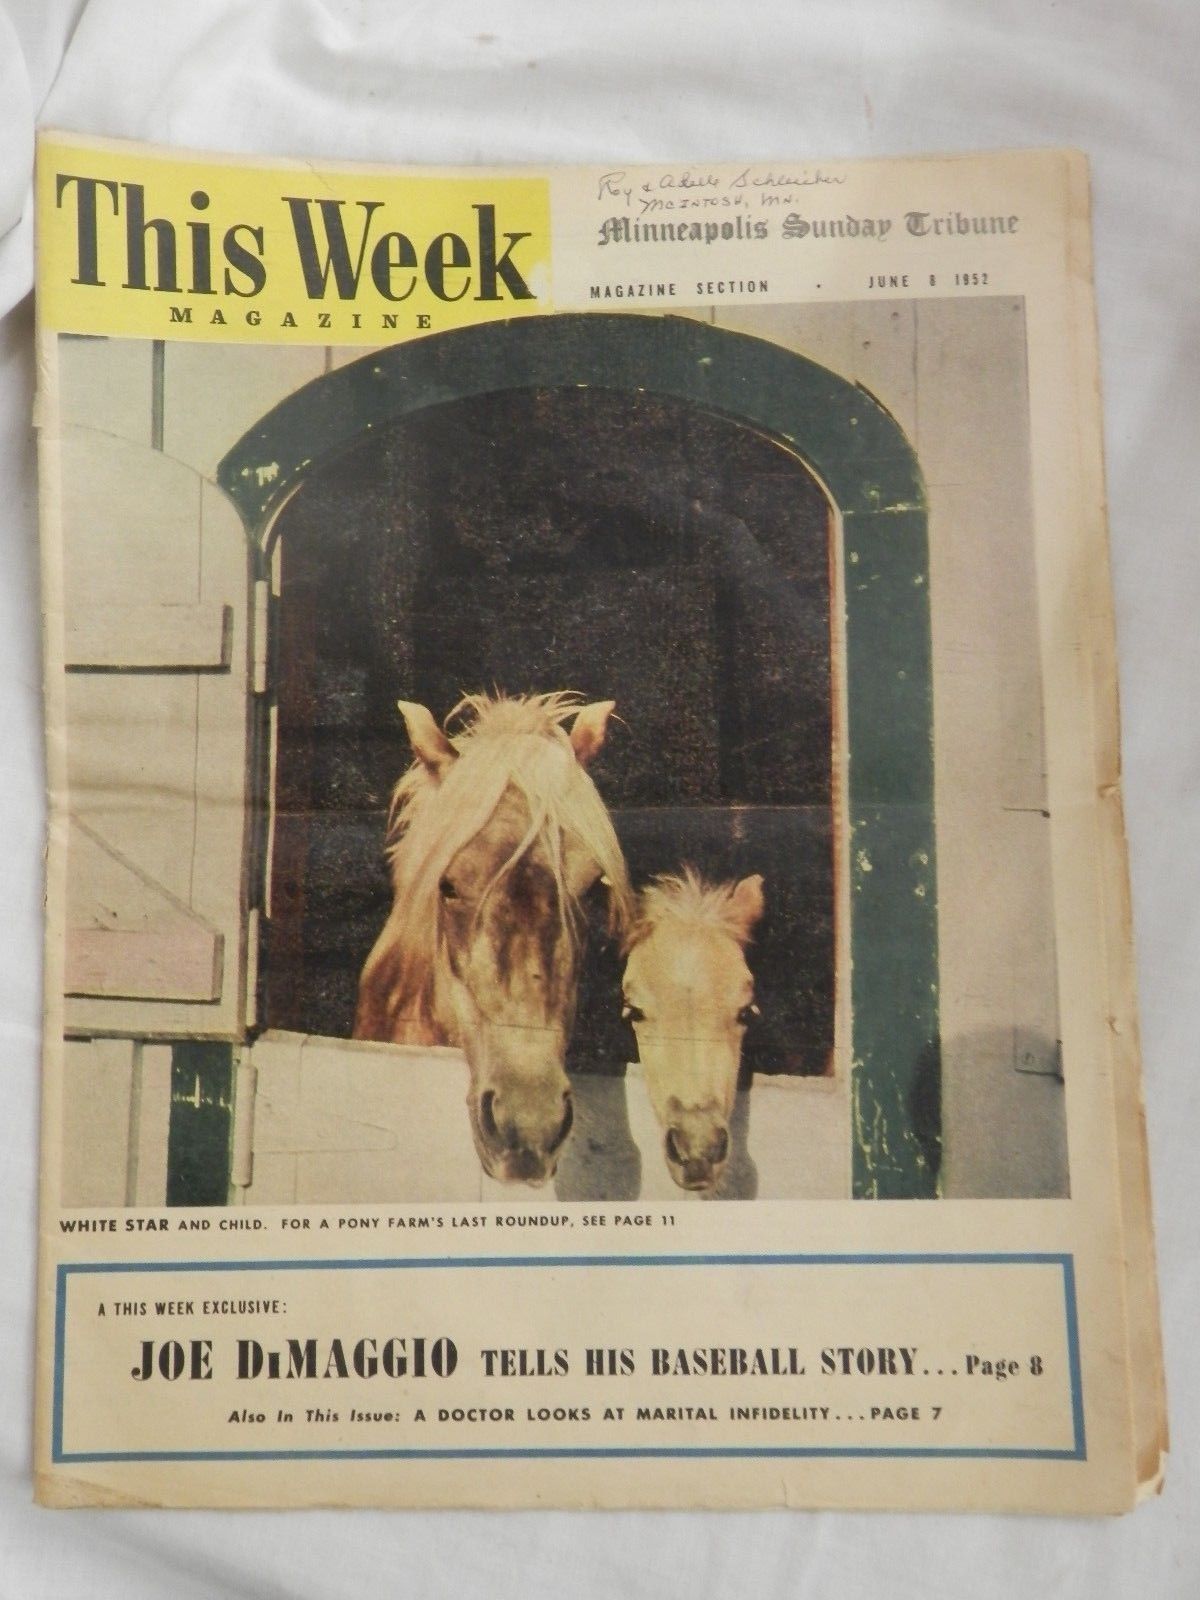 This Week
MAGAZINE
Roy & Adelle Schleicher
McINTOSH, MN.
Minneapolis Sunday Tribune
MAGAZINE SECTION • JUNE 8 1952
WHITE STAR AND CHILD. FOR A PONY FARM'S LAST ROUNDUP, SEE PAGE 11
A THIS WEEK EXCLUSIVE:
JOE DiMAGGIO TELLS HIS BASEBALL STORY...Page 8
Also In This Issue: A DOCTOR LOOKS AT MARITAL INFIDELITY...PAGE 7